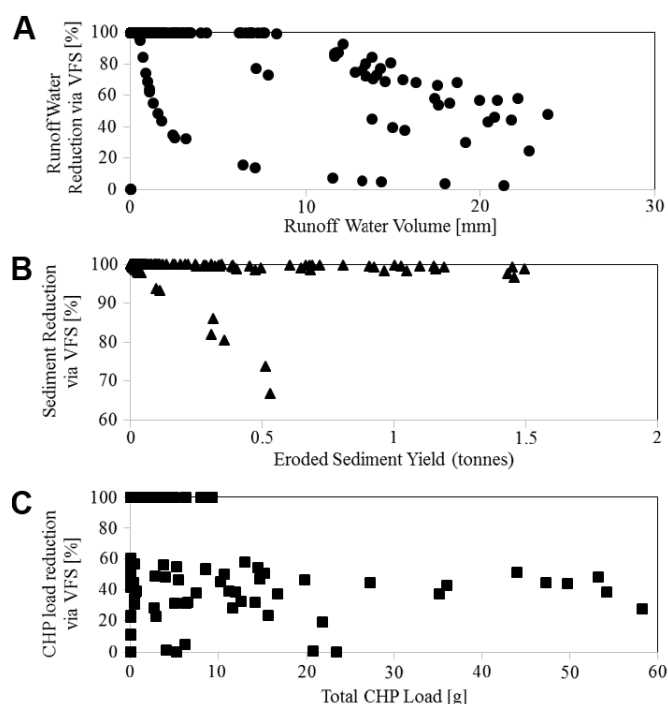 A
Runoff Water
Reduction via VFS [%]
100
80
60
40
20
0
0
10
20
30
Runoff Water Volume [mm]
B
Sediment Reduction
via VFS [%]
100
90
80
70
60
0
0.5
1
1.5
2
Eroded Sediment Yield (tonnes)
C
CHP load reduction
via VFS [%]
100
80
60
40
20
0
0
10
20
30
40
50
60
Total CHP Load [g]